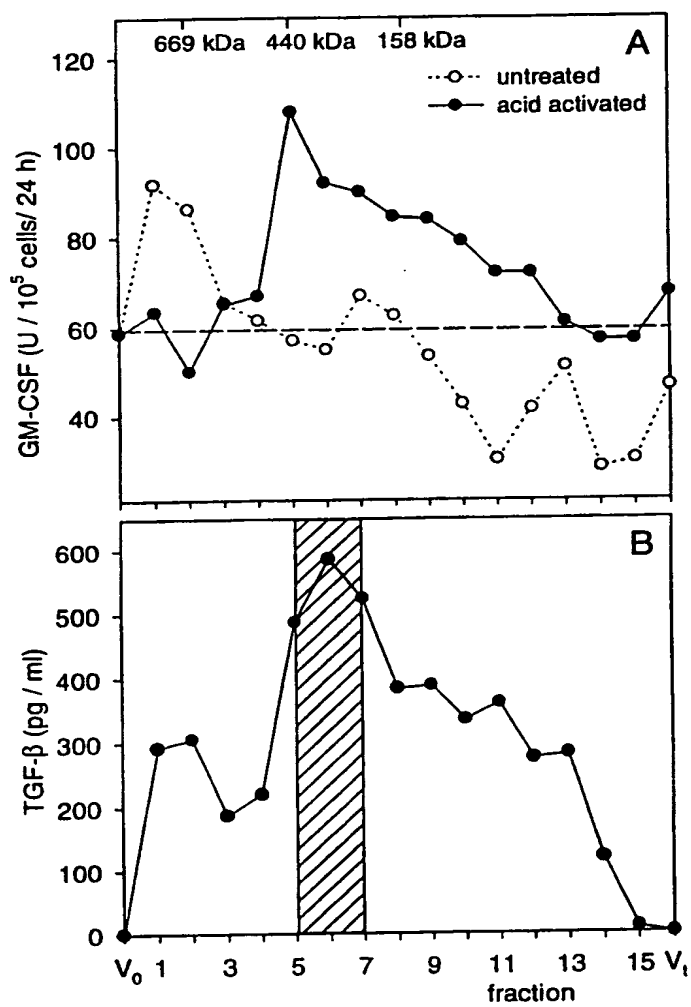 669 kDa 440 kDa 158 kDa
A
untreated
acid activated
120
100
80
60
40
GM-CSF (U / 10⁵ cells/ 24 h)
B
600
500
400
300
200
100
0
TGF-β (pg / ml)
V₀ 1 3 5 7 9 11 13 15 Vₜ
fraction